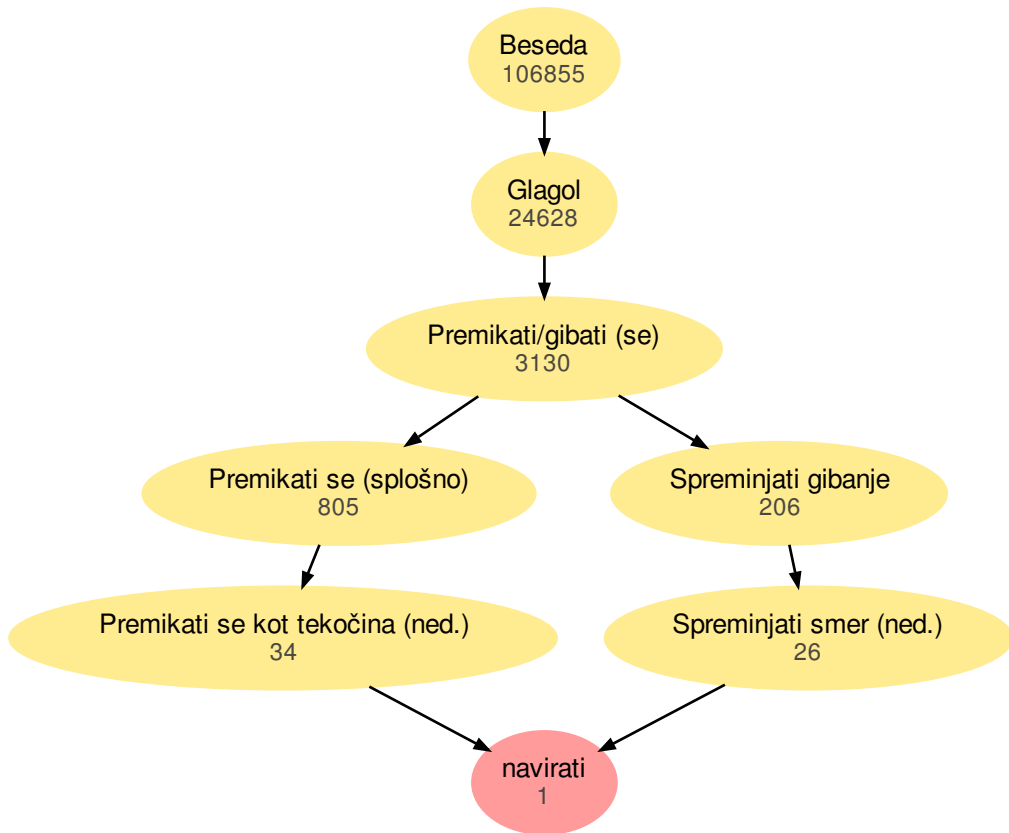 Beseda
106855
Glagol
24628
Premikati/gibati (se)
3130
Premikati se (splošno)
805
Spreminjati gibanje
206
Premikati se kot tekočina (ned.)
34
Spreminjati smer (ned.)
26
navirati
1